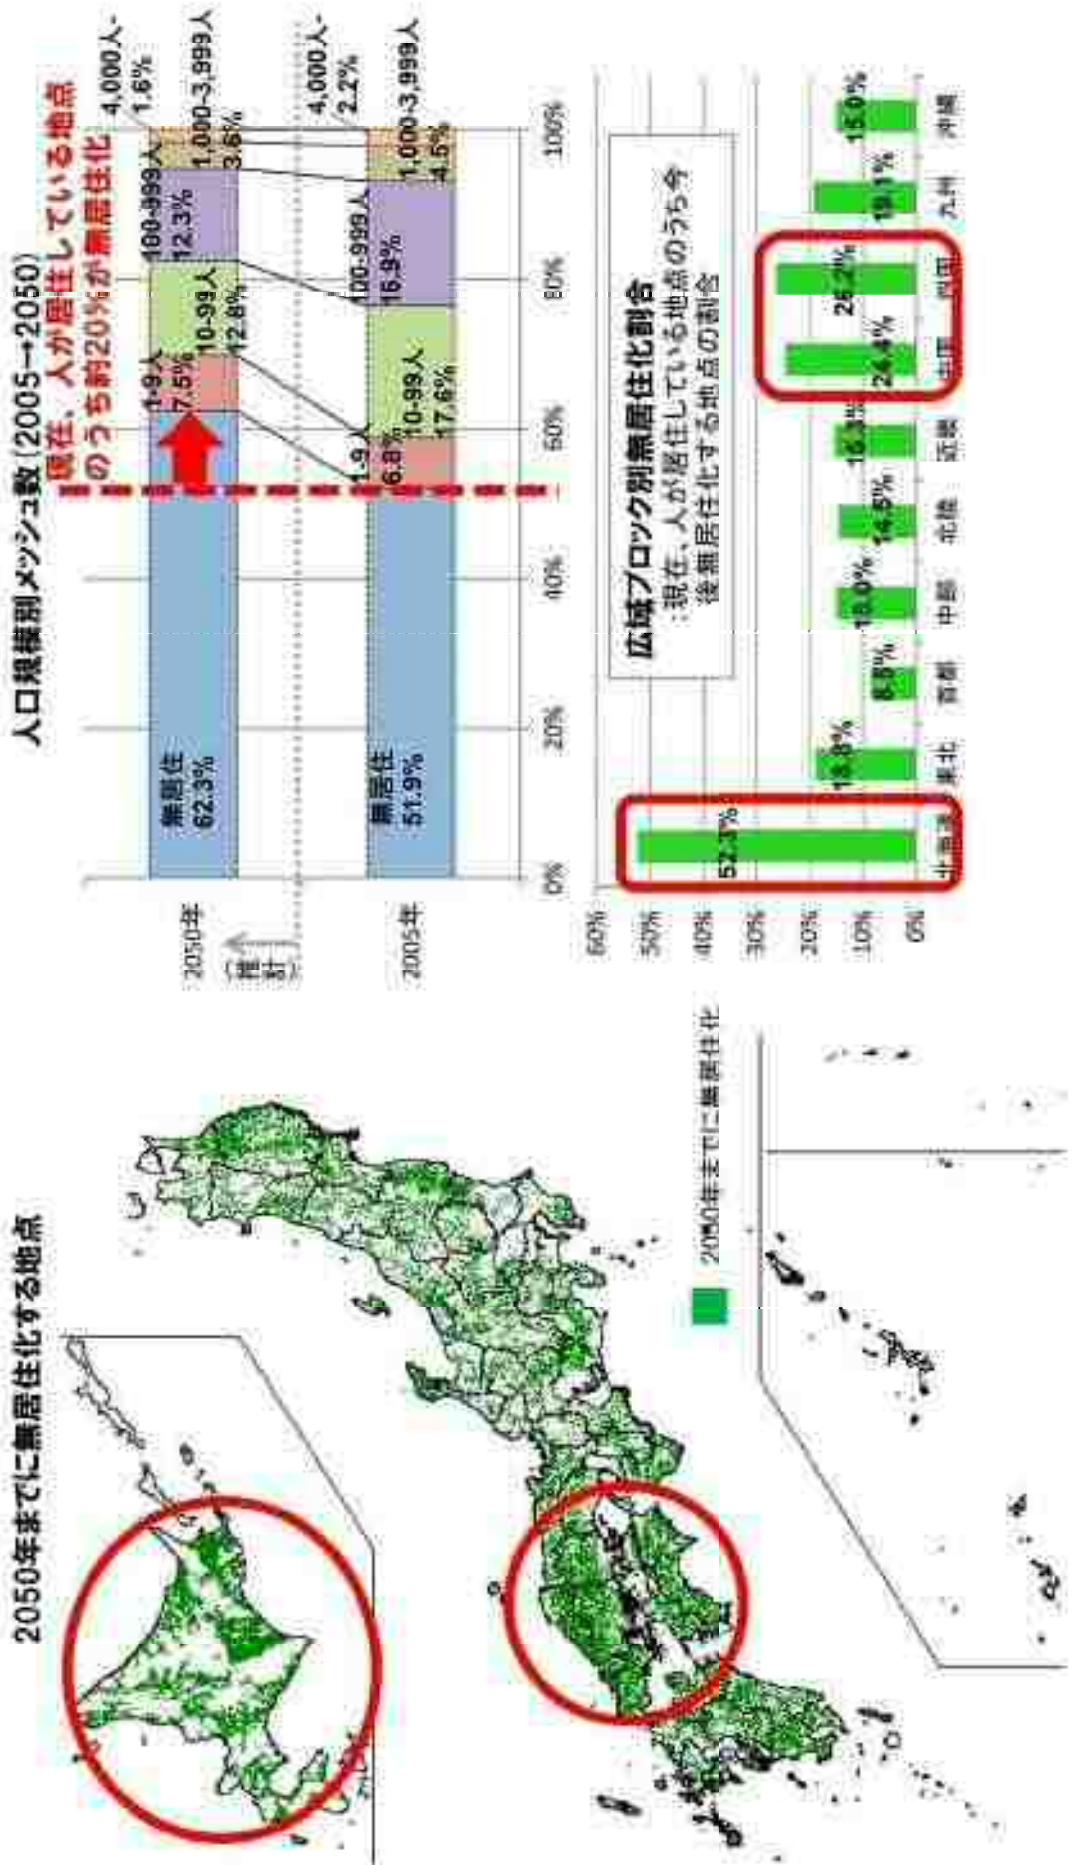 2050年までに無居住化する地点
2050年までに無居住化
人口規模別メッシュ数(2005→2050)
現在、人が居住している地点
のうち約20%が無居住化
2050年
無居住
62.3%
1-9人
7.5%
10-99人
12.8%
100-999人
12.3%
1,000-3,999人
3.6%
4,000人-
1.6%
(推計)
2005年
無居住
51.9%
1-9人
6.8%
10-99人
17.6%
100-999人
16.9%
1,000-3,999人
4.5%
4,000人-
2.2%
0% 20% 40% 60% 80% 100%
広域ブロック別無居住化割合
:現在、人が居住している地点のうち今
後無居住化する地点の割合
60%
50%
40%
30%
20%
10%
0%
52.3% 8.5% 15.0% 14.5% 24.4% 26.2% 19.1% 15.0%
北海道 東北 首都 中部 北陸 近畿 中国 四国 九州 沖縄